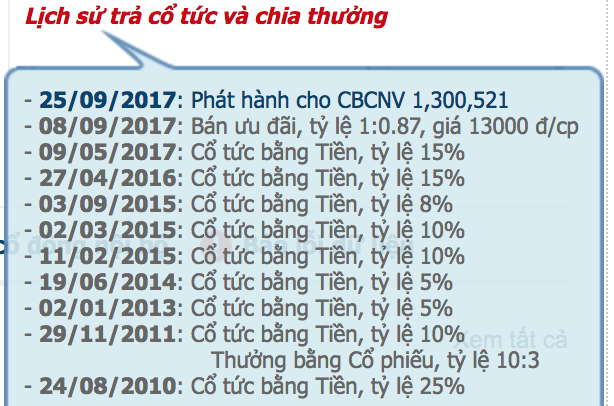 Lịch sử trả cổ tức và chia thưởng
- 25/09/2017: Phát hành cho CBCNV 1,300,521
- 08/09/2017: Bán ưu đãi, tỷ lệ 1:0.87, giá 13000 đ/cp
- 09/05/2017: Cổ tức bằng Tiền, tỷ lệ 15%
- 27/04/2016: Cổ tức bằng Tiền, tỷ lệ 15%
- 03/09/2015: Cổ tức bằng Tiền, tỷ lệ 8%
- 02/03/2015: Cổ tức bằng Tiền, tỷ lệ 10%
- 11/02/2015: Cổ tức bằng Tiền, tỷ lệ 10%
- 19/06/2014: Cổ tức bằng Tiền, tỷ lệ 5%
- 02/01/2013: Cổ tức bằng Tiền, tỷ lệ 5%
- 29/11/2011: Cổ tức bằng Tiền, tỷ lệ 10%
Xem tất cả
Thưởng bằng Cổ phiếu, tỷ lệ 10:3
- 24/08/2010: Cổ tức bằng Tiền, tỷ lệ 25%